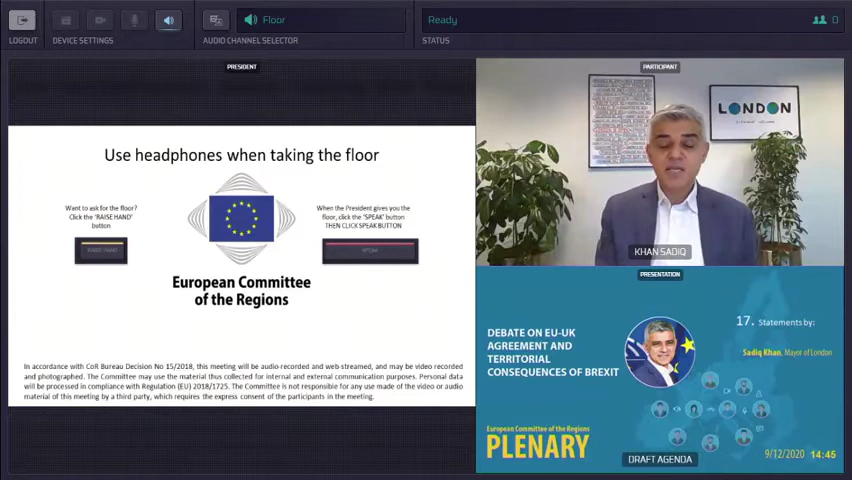 LOGOUT
DEVICE SETTINGS
Floor
AUDIO CHANNEL SELECTOR
Ready
STATUS
0
PRESIDENT
Use headphones when taking the floor
Want to ask for the floor?
Click the 'RAISE HAND'
button
RAISE HAND
When the President gives you the
floor, click the "SPEAK" button
THEN CLICK SPEAK BUTTON
SPEAK
European Committee
of the Regions
In accordance with CoR Bureau Decision No 15/2018, this meeting will be audio-recorded and web-streamed, and may be video recorded
and photographed. The Committee may use the material thus collected for internal and external communication purposes. Personal data
will be processed in compliance with Regulation (EU) 2018/1725. The Committee is not responsible for any use made of the video or audio
material of this meeting by a third party, which requires the express consent of the participants in the meeting.
PARTICIPANT
LONDON
KHAN SADIQ
PRESENTATION
DEBATE ON EU-UK
AGREEMENT AND
TERRITORIAL
CONSEQUENCES OF BREXIT
17. Statements by:
Sadiq Khan, Mayor of London
European Committee of the Regions
PLENARY
DRAFT AGENDA
9/12/2020 14:45